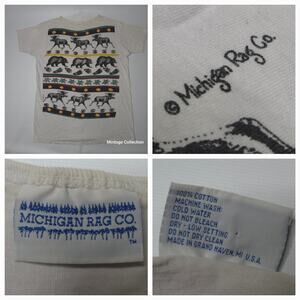 Mintage Collection
© Michigan Rag Co.
MICHIGAN RAG CO.
TM
100% COTTON
MACHINE WASH
COLD WATER
DO NOT BLEACH
DRY - LOW SETTING
DO NOT DRY CLEAN
MADE IN GRAND HAVEN, MI U.S.A.